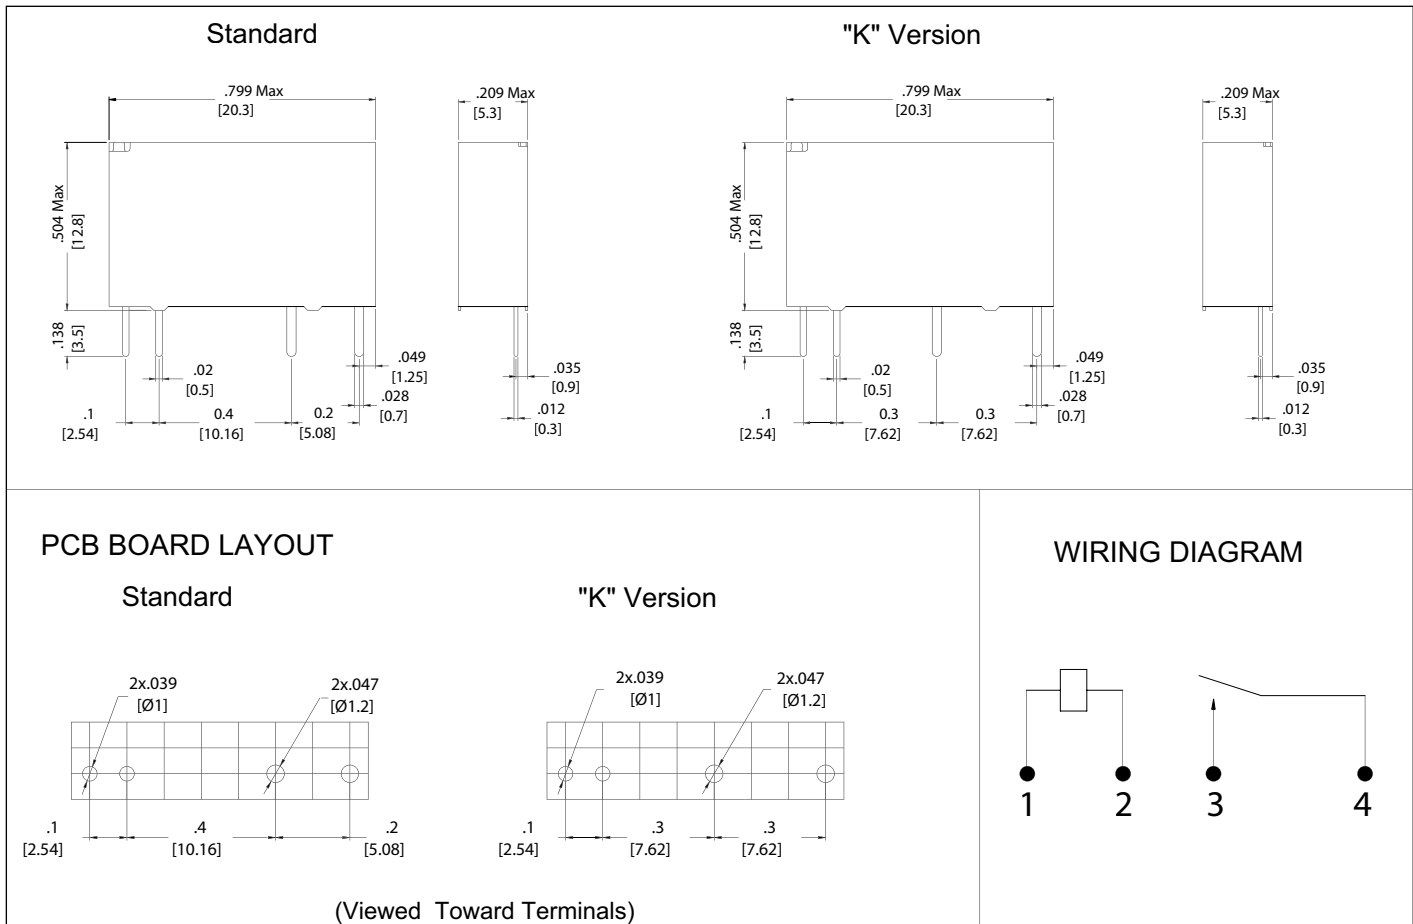 Standard
"K" Version
.799 Max
[20.3]
.209 Max
[5.3]
.799 Max
[20.3]
.209 Max
[5.3]
.504 Max
[12.8]
.504 Max
[12.8]
.138
[3.5]
.02
[0.5]
.049
[1.25]
.028
[0.7]
.1
[2.54]
0.4
[10.16]
0.2
[5.08]
.035
[0.9]
.012
[0.3]
.138
[3.5]
.02
[0.5]
.049
[1.25]
.028
[0.7]
.1
[2.54]
0.3
[7.62]
0.3
[7.62]
.035
[0.9]
.012
[0.3]
PCB BOARD LAYOUT
Standard
"K" Version
2x.039
[Ø1]
2x.047
[Ø1.2]
2x.039
[Ø1]
2x.047
[Ø1.2]
.1
[2.54]
.4
[10.16]
.2
[5.08]
.1
[2.54]
.3
[7.62]
.3
[7.62]
(Viewed Toward Terminals)
WIRING DIAGRAM
1 2 3 4